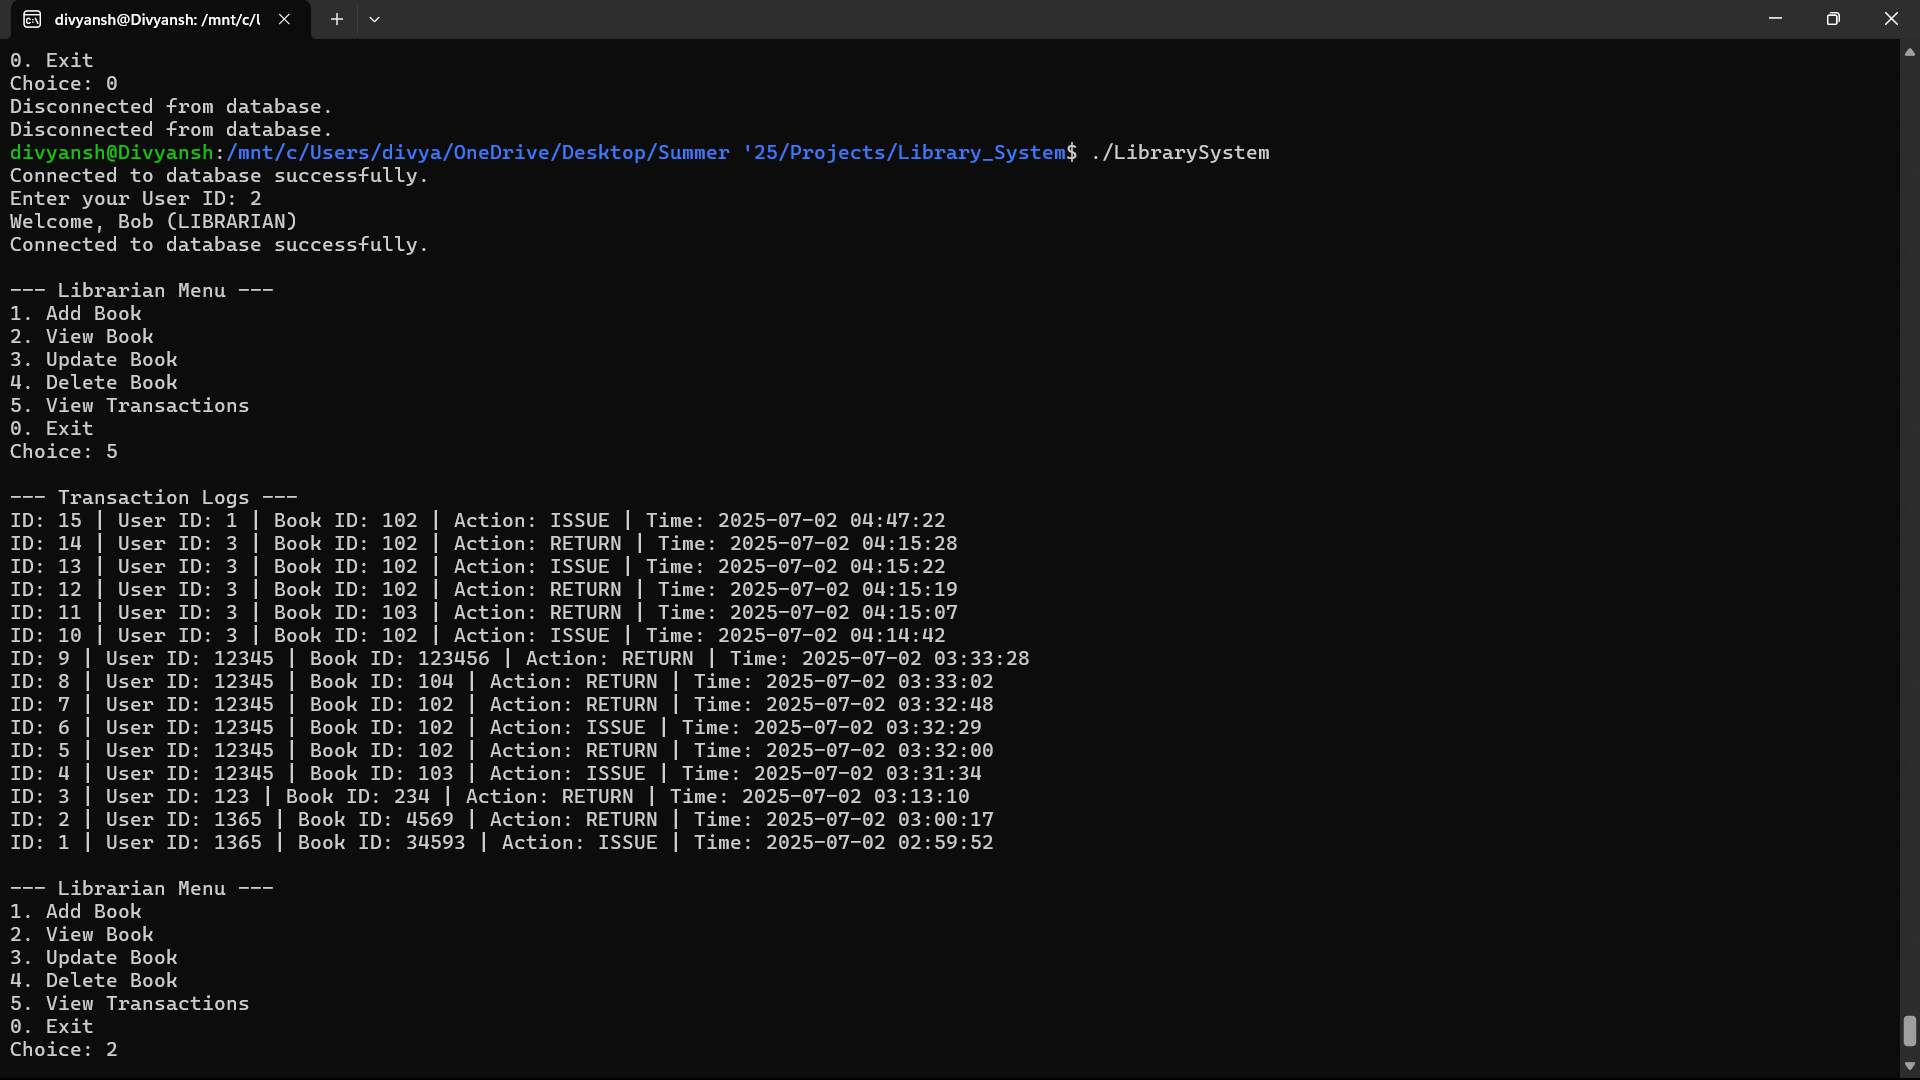 divyansh@Divyansh: /mnt/c/l
0. Exit
Choice: 0
Disconnected from database.
Disconnected from database.
divyansh@Divyansh:/mnt/c/Users/divya/OneDrive/Desktop/Summer '25/Projects/Library_System$ ./LibrarySystem
Connected to database successfully.
Enter your User ID: 2
Welcome, Bob (LIBRARIAN)
Connected to database successfully.
--- Librarian Menu ---
1. Add Book
2. View Book
3. Update Book
4. Delete Book
5. View Transactions
0. Exit
Choice: 5
--- Transaction Logs ---
ID: 15 | User ID: 1 | Book ID: 102 | Action: ISSUE | Time: 2025-07-02 04:47:22
ID: 14 | User ID: 3 | Book ID: 102 | Action: RETURN | Time: 2025-07-02 04:15:28
ID: 13 | User ID: 3 | Book ID: 102 | Action: ISSUE | Time: 2025-07-02 04:15:22
ID: 12 | User ID: 3 | Book ID: 102 | Action: RETURN | Time: 2025-07-02 04:15:19
ID: 11 | User ID: 3 | Book ID: 103 | Action: RETURN | Time: 2025-07-02 04:15:07
ID: 10 | User ID: 3 | Book ID: 102 | Action: ISSUE | Time: 2025-07-02 04:14:42
ID: 9 | User ID: 12345 | Book ID: 123456 | Action: RETURN | Time: 2025-07-02 03:33:28
ID: 8 | User ID: 12345 | Book ID: 104 | Action: RETURN | Time: 2025-07-02 03:33:02
ID: 7 | User ID: 12345 | Book ID: 102 | Action: RETURN | Time: 2025-07-02 03:32:48
ID: 6 | User ID: 12345 | Book ID: 102 | Action: ISSUE | Time: 2025-07-02 03:32:29
ID: 5 | User ID: 12345 | Book ID: 102 | Action: RETURN | Time: 2025-07-02 03:32:00
ID: 4 | User ID: 12345 | Book ID: 103 | Action: ISSUE | Time: 2025-07-02 03:31:34
ID: 3 | User ID: 123 | Book ID: 234 | Action: RETURN | Time: 2025-07-02 03:13:10
ID: 2 | User ID: 1365 | Book ID: 4569 | Action: RETURN | Time: 2025-07-02 03:00:17
ID: 1 | User ID: 1365 | Book ID: 34593 | Action: ISSUE | Time: 2025-07-02 02:59:52
--- Librarian Menu ---
1. Add Book
2. View Book
3. Update Book
4. Delete Book
5. View Transactions
0. Exit
Choice: 2